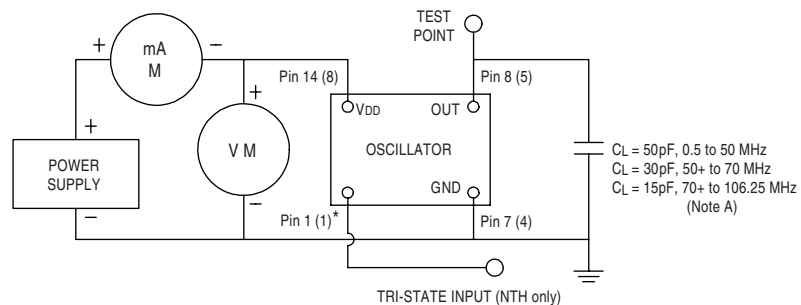 TEST
POINT
+
mA
M
–
+
Pin 14 (8)
Pin 8 (5)
+
VDD
OUT
POWER
SUPPLY
V M
OSCILLATOR
CL = 50pF, 0.5 to 50 MHz
CL = 30pF, 50+ to 70 MHz
CL = 15pF, 70+ to 106.25 MHz
(Note A)
GND
–
–
Pin 1 (1)*
Pin 7 (4)
TRI-STATE INPUT (NTH only)